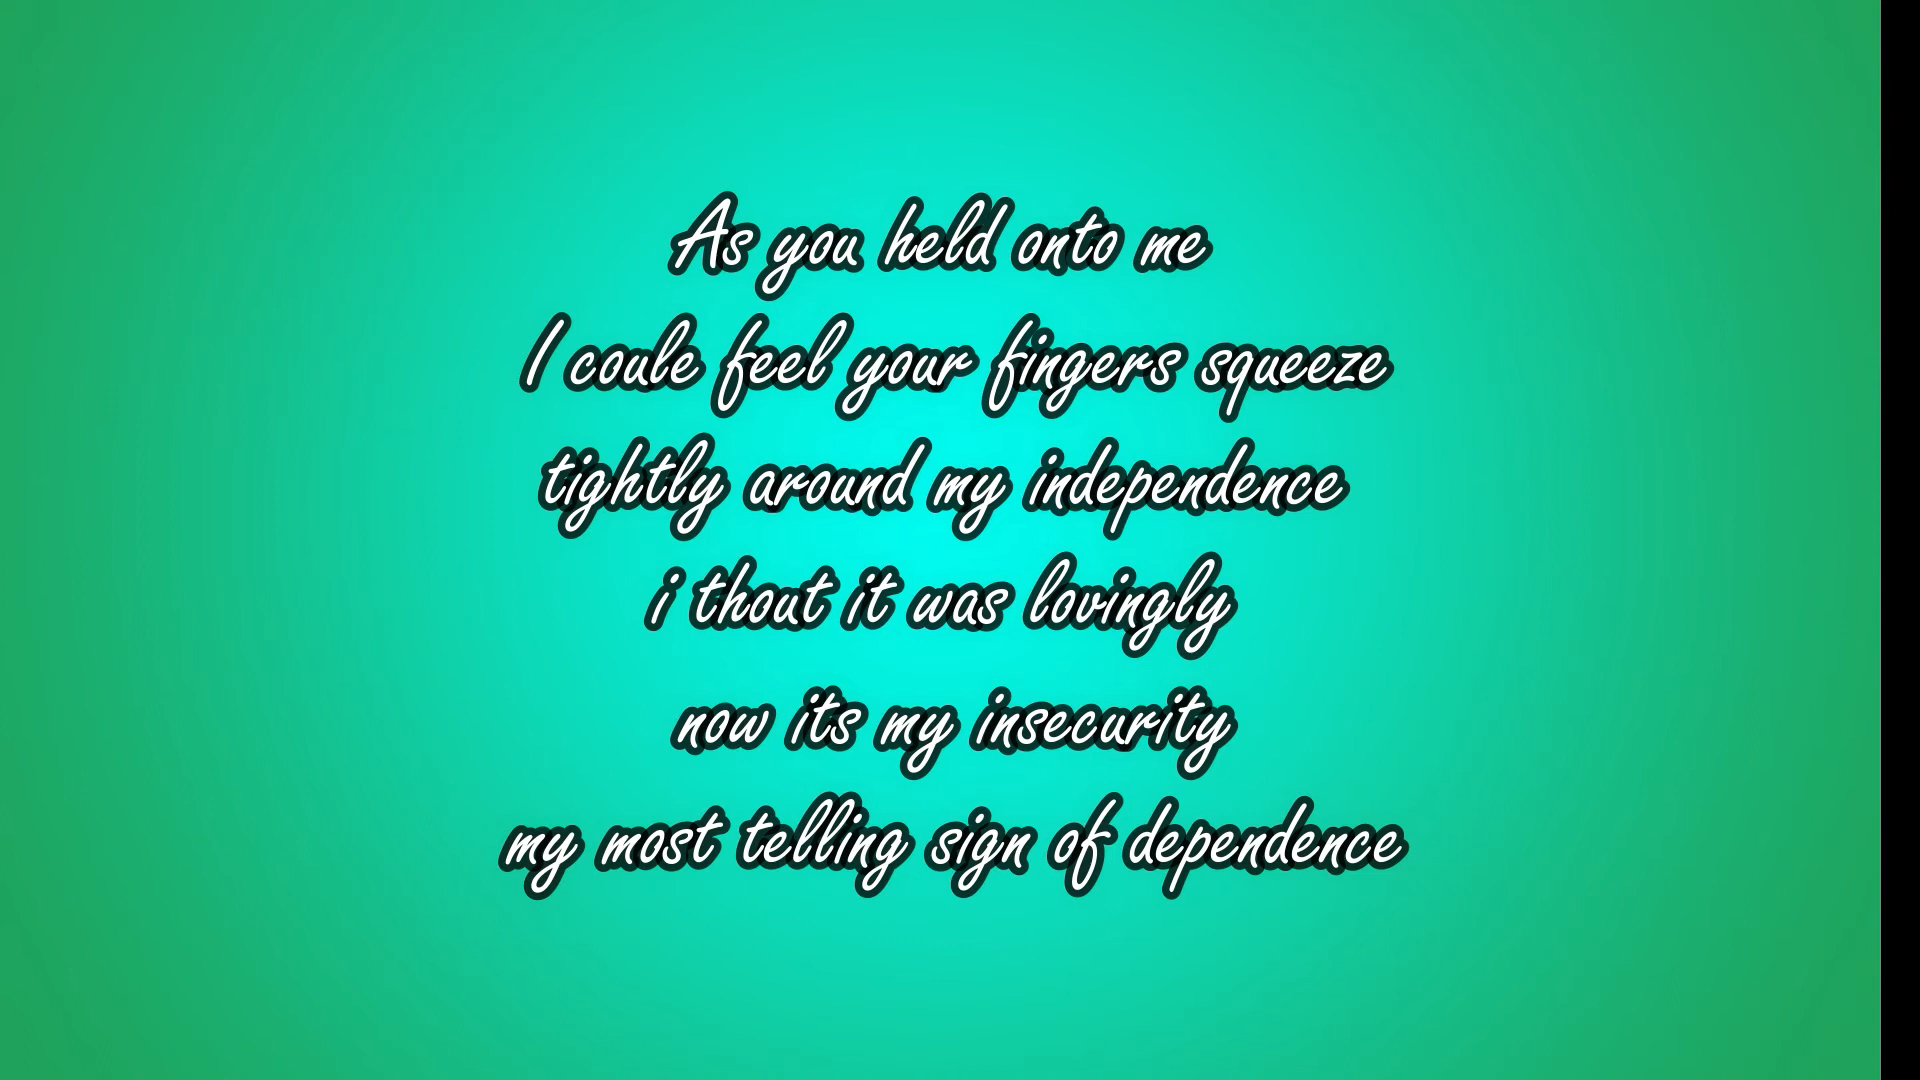 As you held onto me
I coule feel your fingers squeeze
tightly around my independence
i thout it was lovingly
now its my insecurity
my most telling sign of dependence